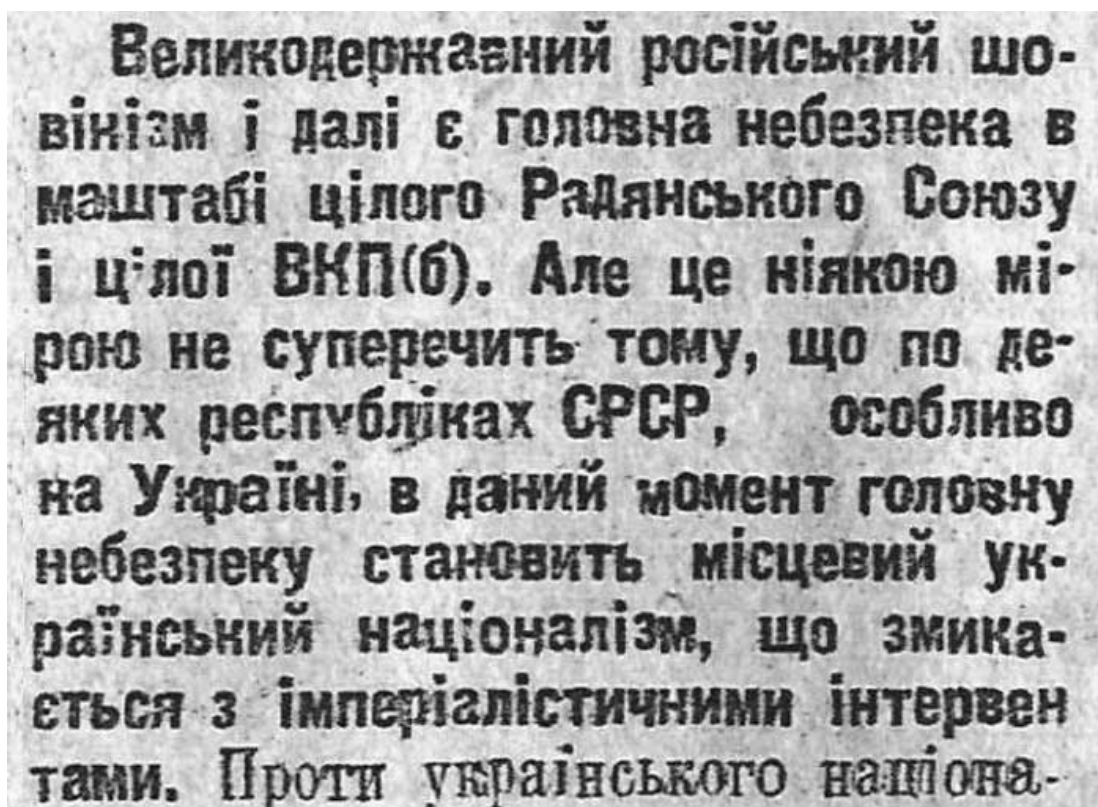 Великодержавний російський шо-
вінізм і далі є головна небезпека в
маштабі цілого Радянського Союзу
і цілої ВКП(б). Але це ніякою мі-
рою не суперечить тому, що по де-
яких республіках СРСР, особливо
на Україні, в даний момент головну
небезпеку становить місцевий ук-
раїнський націоналізм, що змика-
ється з імперіалістичними інтервен
тами. Проти українського націона-